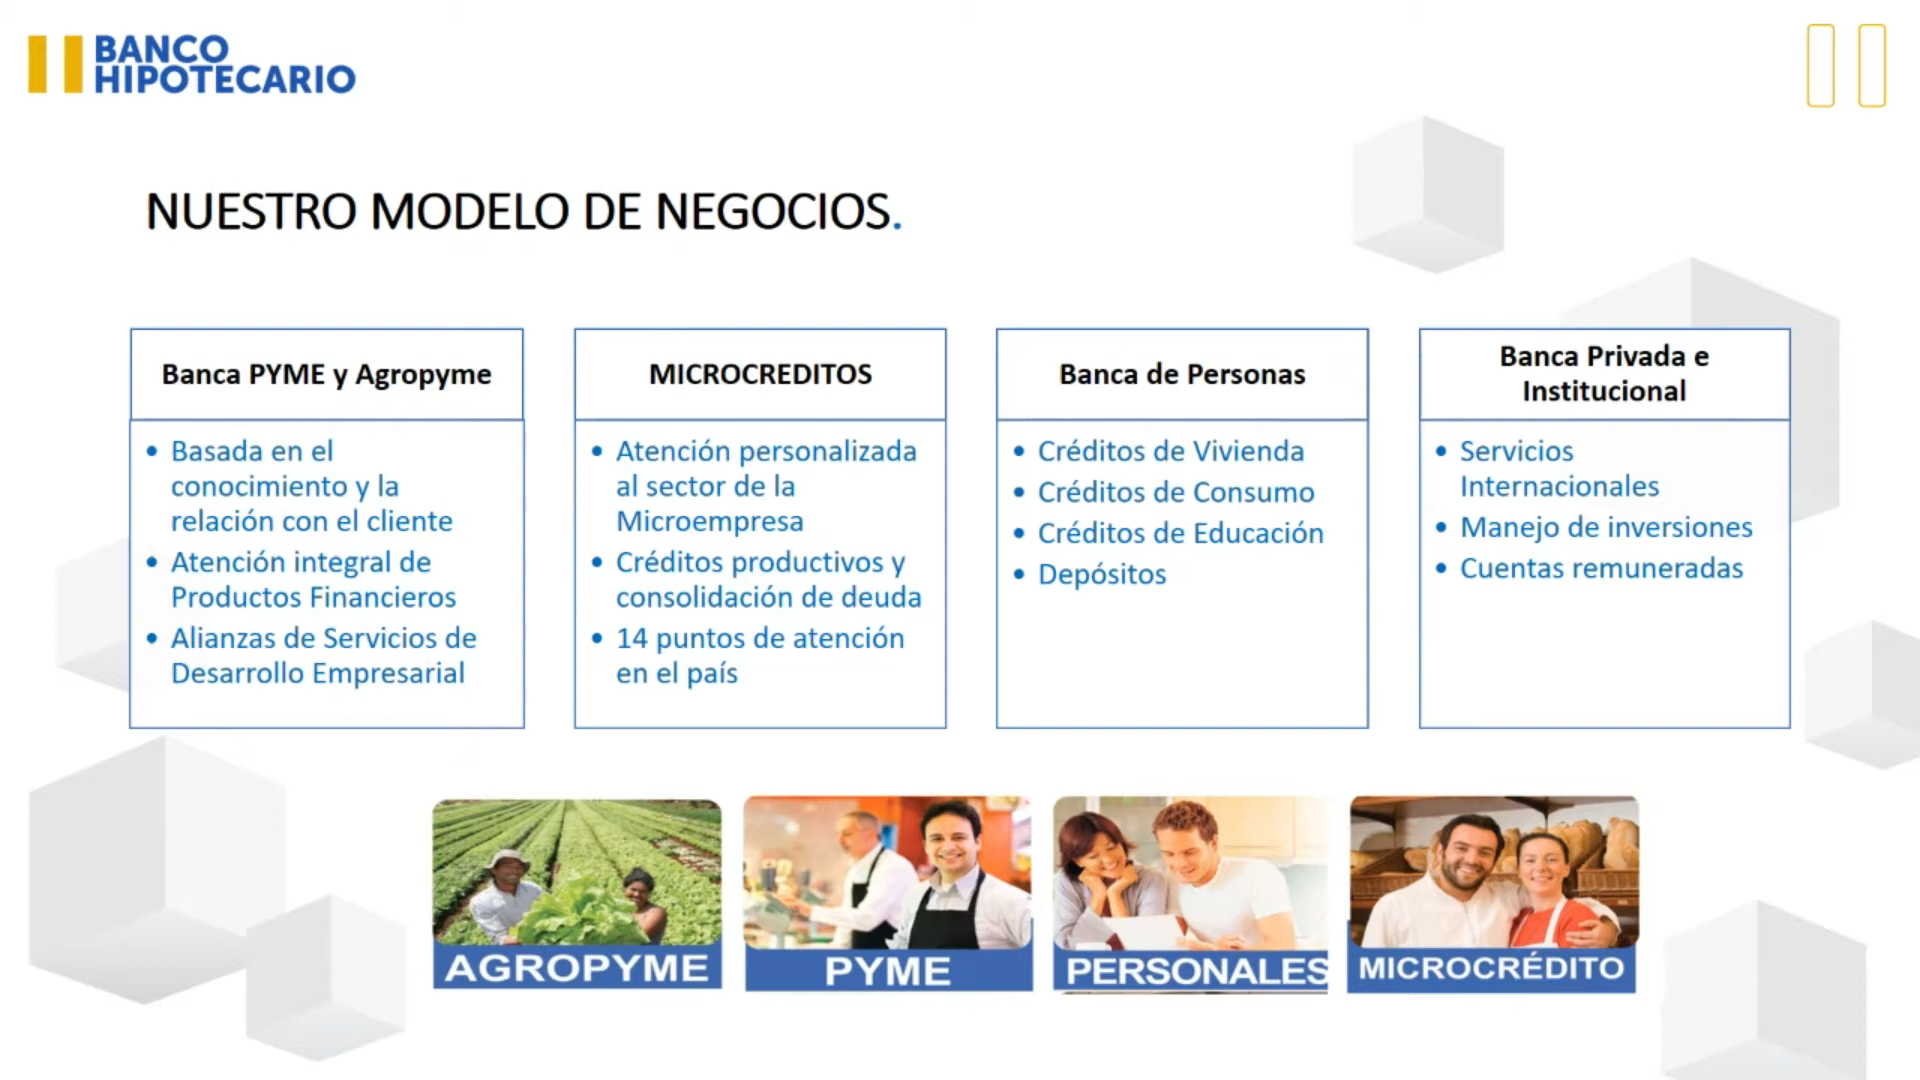 BANCO
HIPOTECARIO
NUESTRO MODELO DE NEGOCIOS.
Banca PYME y Agropyme
• Basada en el
conocimiento y la
relación con el cliente
• Atención integral de
Productos Financieros
• Alianzas de Servicios de
Desarrollo Empresarial
MICROCREDITOS
• Atención personalizada
al sector de la
Microempresa
• Créditos productivos y
consolidación de deuda
• 14 puntos de atención
en el país
Banca de Personas
• Créditos de Vivienda
• Créditos de Consumo
• Créditos de Educación
• Depósitos
Banca Privada e
Institucional
• Servicios
Internacionales
• Manejo de inversiones
• Cuentas remuneradas
AGROPYME
PYME
PERSONALES
MICROCRÉDITO